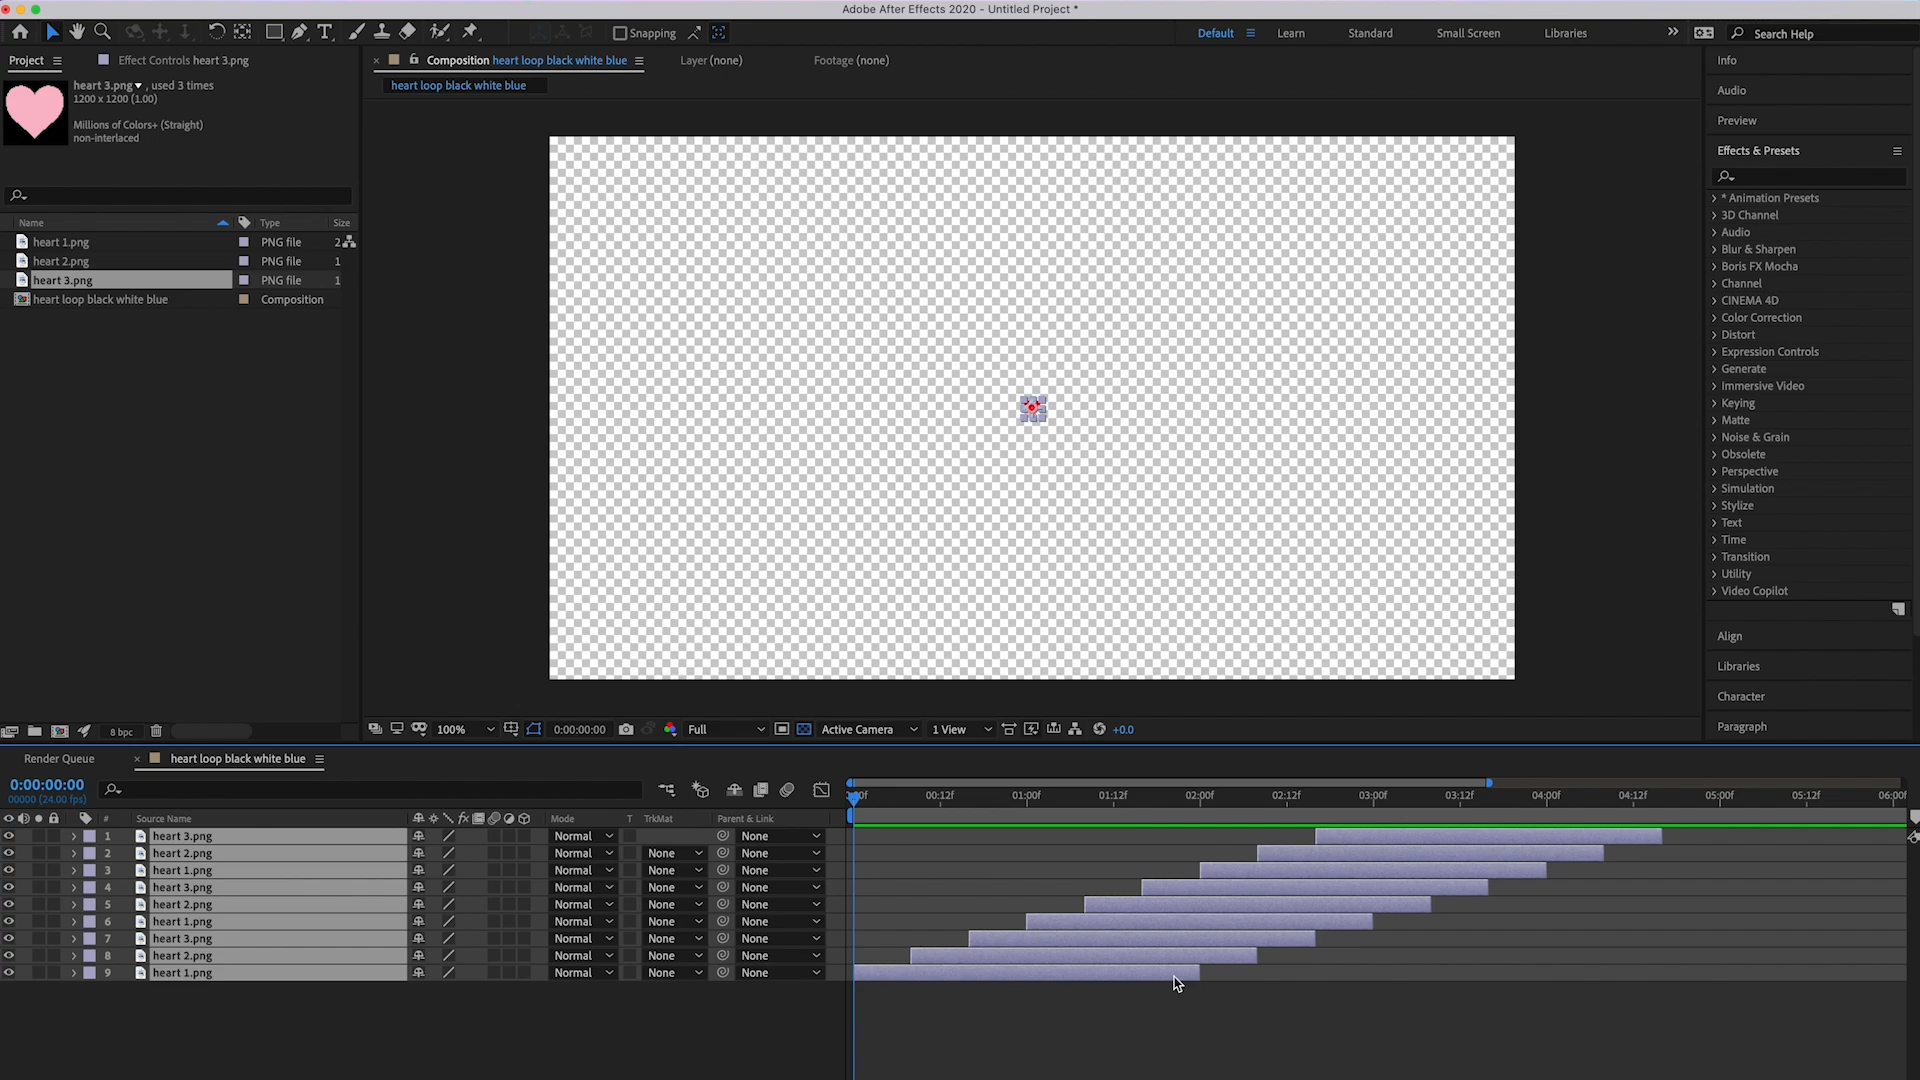 Adobe After Effects 2020 - Untitled Project *
Snapping
Default
Learn
Standard
Small Screen
Libraries
Search Help
Project
Effect Controls heart 3.png
Composition heart loop black white blue
Layer (none)
Footage (none)
heart loop black white blue
heart 3.png , used 3 times
1200 x 1200 (1.00)
Millions of Colors+ (Straight)
non-interlaced
Name Type Size
heart 1.png PNG file 2
heart 2.png PNG file 1
heart 3.png PNG file 1
heart loop black white blue Composition
8 bpc
Info
Audio
Preview
Effects & Presets
* Animation Presets
3D Channel
Audio
Blur & Sharpen
Boris FX Mocha
Channel
CINEMA 4D
Color Correction
Distort
Expression Controls
Generate
Immersive Video
Keying
Matte
Noise & Grain
Obsolete
Perspective
Simulation
Stylize
Text
Time
Transition
Utility
Video Copilot
Align
Libraries
Character
Paragraph
100% 0:00:00:00 Full Active Camera 1 View +0.0
Render Queue
heart loop black white blue
0:00:00:00
00000 (24.00 fps)
00f 00:12f 01:00f 01:12f 02:00f 02:12f 03:00f 03:12f 04:00f 04:12f 05:00f 05:12f 06:00f
# Source Name fx Mode T TrkMat Parent & Link
1 heart 3.png Normal None
2 heart 2.png Normal None None
3 heart 1.png Normal None None
4 heart 3.png Normal None None
5 heart 2.png Normal None None
6 heart 1.png Normal None None
7 heart 3.png Normal None None
8 heart 2.png Normal None None
9 heart 1.png Normal None None